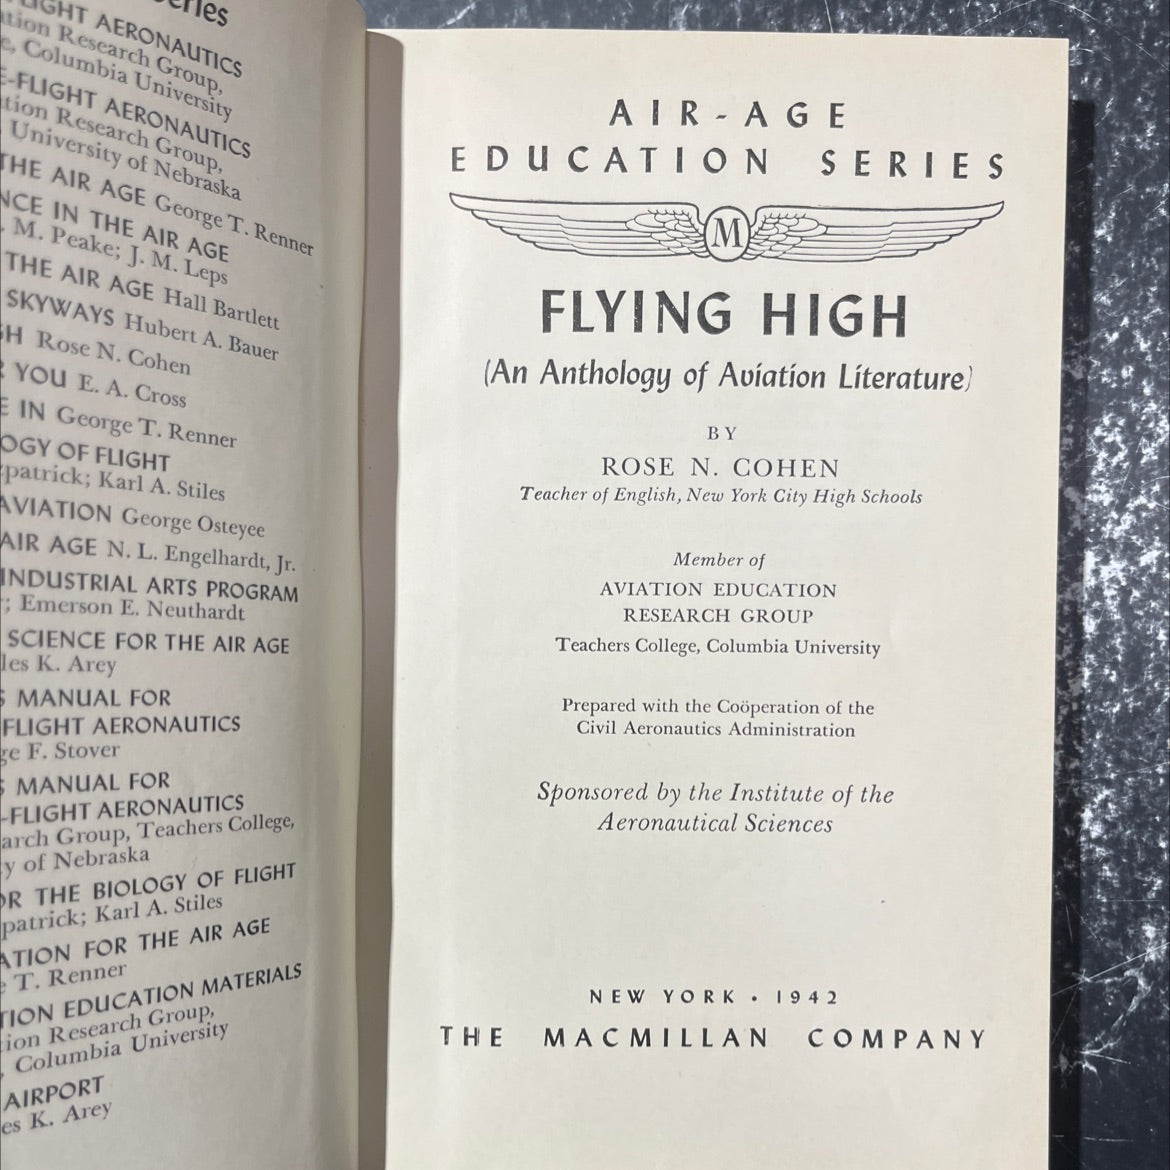 eries
IGHT AERONAUTICS
tion Research Group,
e, Columbia University
E-FLIGHT AERONAUTICS
tion Research Group,
University of Nebraska
THE AIR AGE George T. Renner
NCE IN THE AIR AGE
. M. Peake; J. M. Leps
THE AIR AGE Hall Bartlett
SKYWAYS Hubert A. Bauer
GH Rose N. Cohen
R YOU E. A. Cross
E IN George T. Renner
OGY OF FLIGHT
zpatrick; Karl A. Stiles
AVIATION George Osteyee
AIR AGE N. L. Engelhardt, Jr.
INDUSTRIAL ARTS PROGRAM
; Emerson E. Neuthardt
SCIENCE FOR THE AIR AGE
les K. Arey
S MANUAL FOR
FLIGHT AERONAUTICS
ge F. Stover
S MANUAL FOR
-FLIGHT AERONAUTICS
arch Group, Teachers College,
y of Nebraska
OR THE BIOLOGY OF FLIGHT
patrick; Karl A. Stiles
ATION FOR THE AIR AGE
e T. Renner
TION EDUCATION MATERIALS
ion Research Group,
, Columbia University
AIRPORT
es K. Arey
AIR-AGE
EDUCATION SERIES
M
FLYING HIGH
(An Anthology of Aviation Literature)
BY
ROSE N. COHEN
Teacher of English, New York City High Schools
Member of
AVIATION EDUCATION
RESEARCH GROUP
Teachers College, Columbia University
Prepared with the Coöperation of the
Civil Aeronautics Administration
Sponsored by the Institute of the
Aeronautical Sciences
NEW YORK • 1942
THE MACMILLAN COMPANY